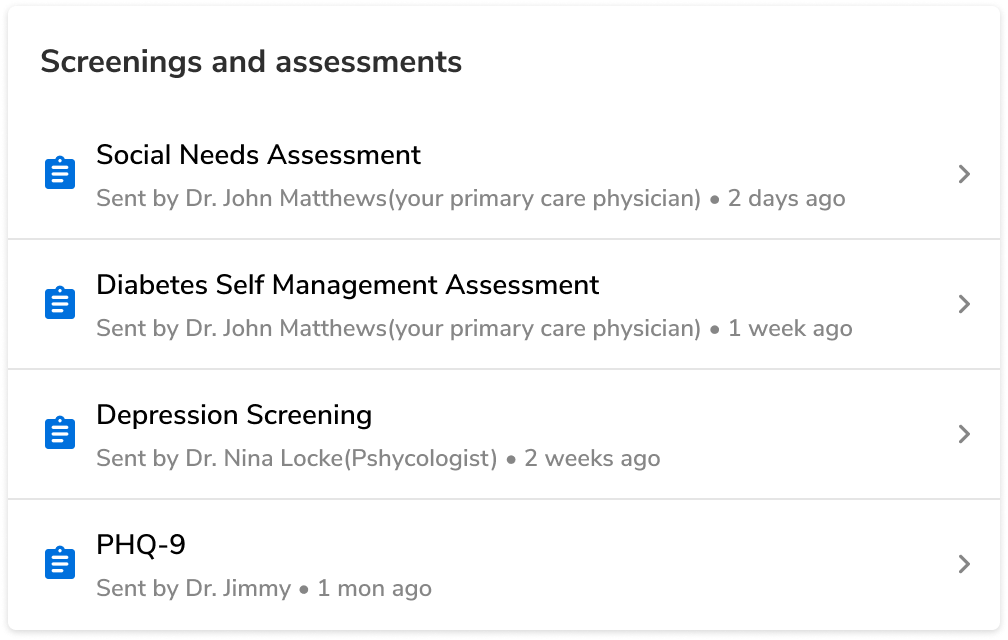 Screenings and assessments
Social Needs Assessment
Sent by Dr. John Matthews(your primary care physician) • 2 days ago
Diabetes Self Management Assessment
Sent by Dr. John Matthews(your primary care physician) • 1 week ago
Depression Screening
Sent by Dr. Nina Locke(Pshycologist) • 2 weeks ago
PHQ-9
Sent by Dr. Jimmy • 1 mon ago